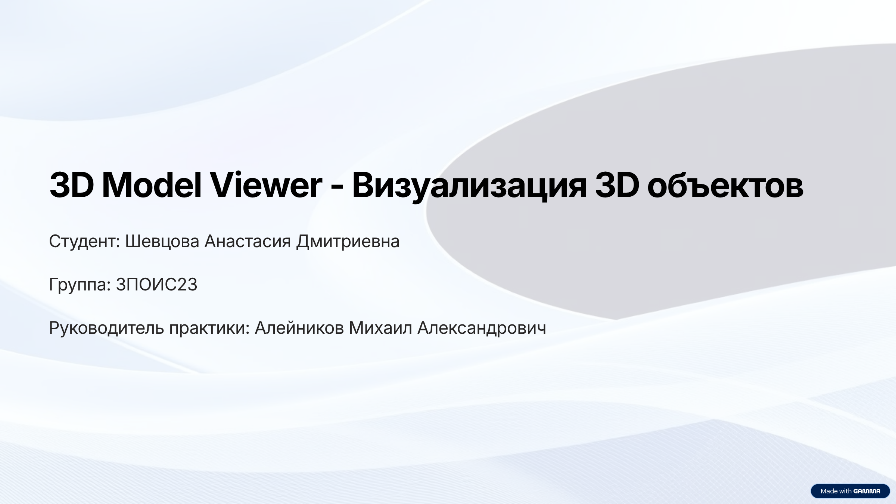 3D Model Viewer - Визуализация 3D объектов
Студент: Шевцова Анастасия Дмитриевна
Группа: 3ПОИС23
Руководитель практики: Алейников Михаил Александрович
Made with GAMMA